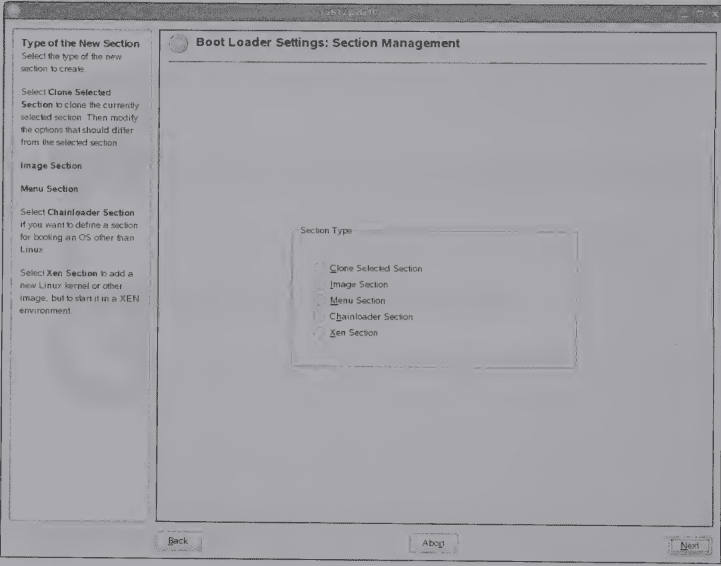 Type of the New Section
Select the type of the new
section to create.
Select Clone Selected
Section to clone the currently
selected section. Then modify
the options that should differ
from the selected section
Image Section
Menu Section
Select Chainloader Section
if you want to define a section
for booting an OS other than
Linux
Select Xen Section to add a
new Linux kernel or other
image, but to start it in a XEN
environment.
Boot Loader Settings: Section Management
Section Type
Clone Selected Section
Image Section
Menu Section
Chainloader Section
Xen Section
Back
Abort
Next